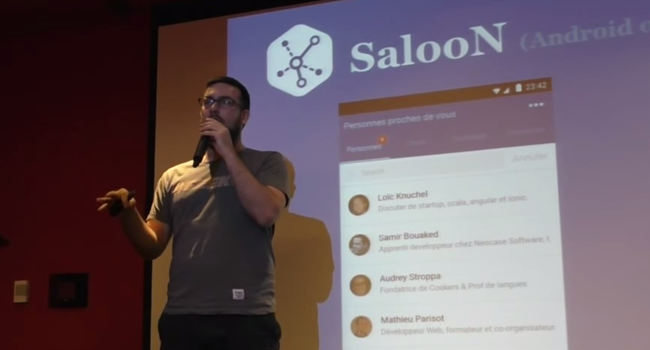 SalooN (Android o
23:42
Personnes proches de vous
Personnes
Search
Loïc Knuchel
Discuter de startup, scala, angular et ionic.
Samir Bouaked
Apprenti développeur chez Neocase Software, L
Audrey Stroppa
Fondatrice de Cookers & Prof de langues
Mathieu Parisot
Développeur Web, formateur et co-organisateur